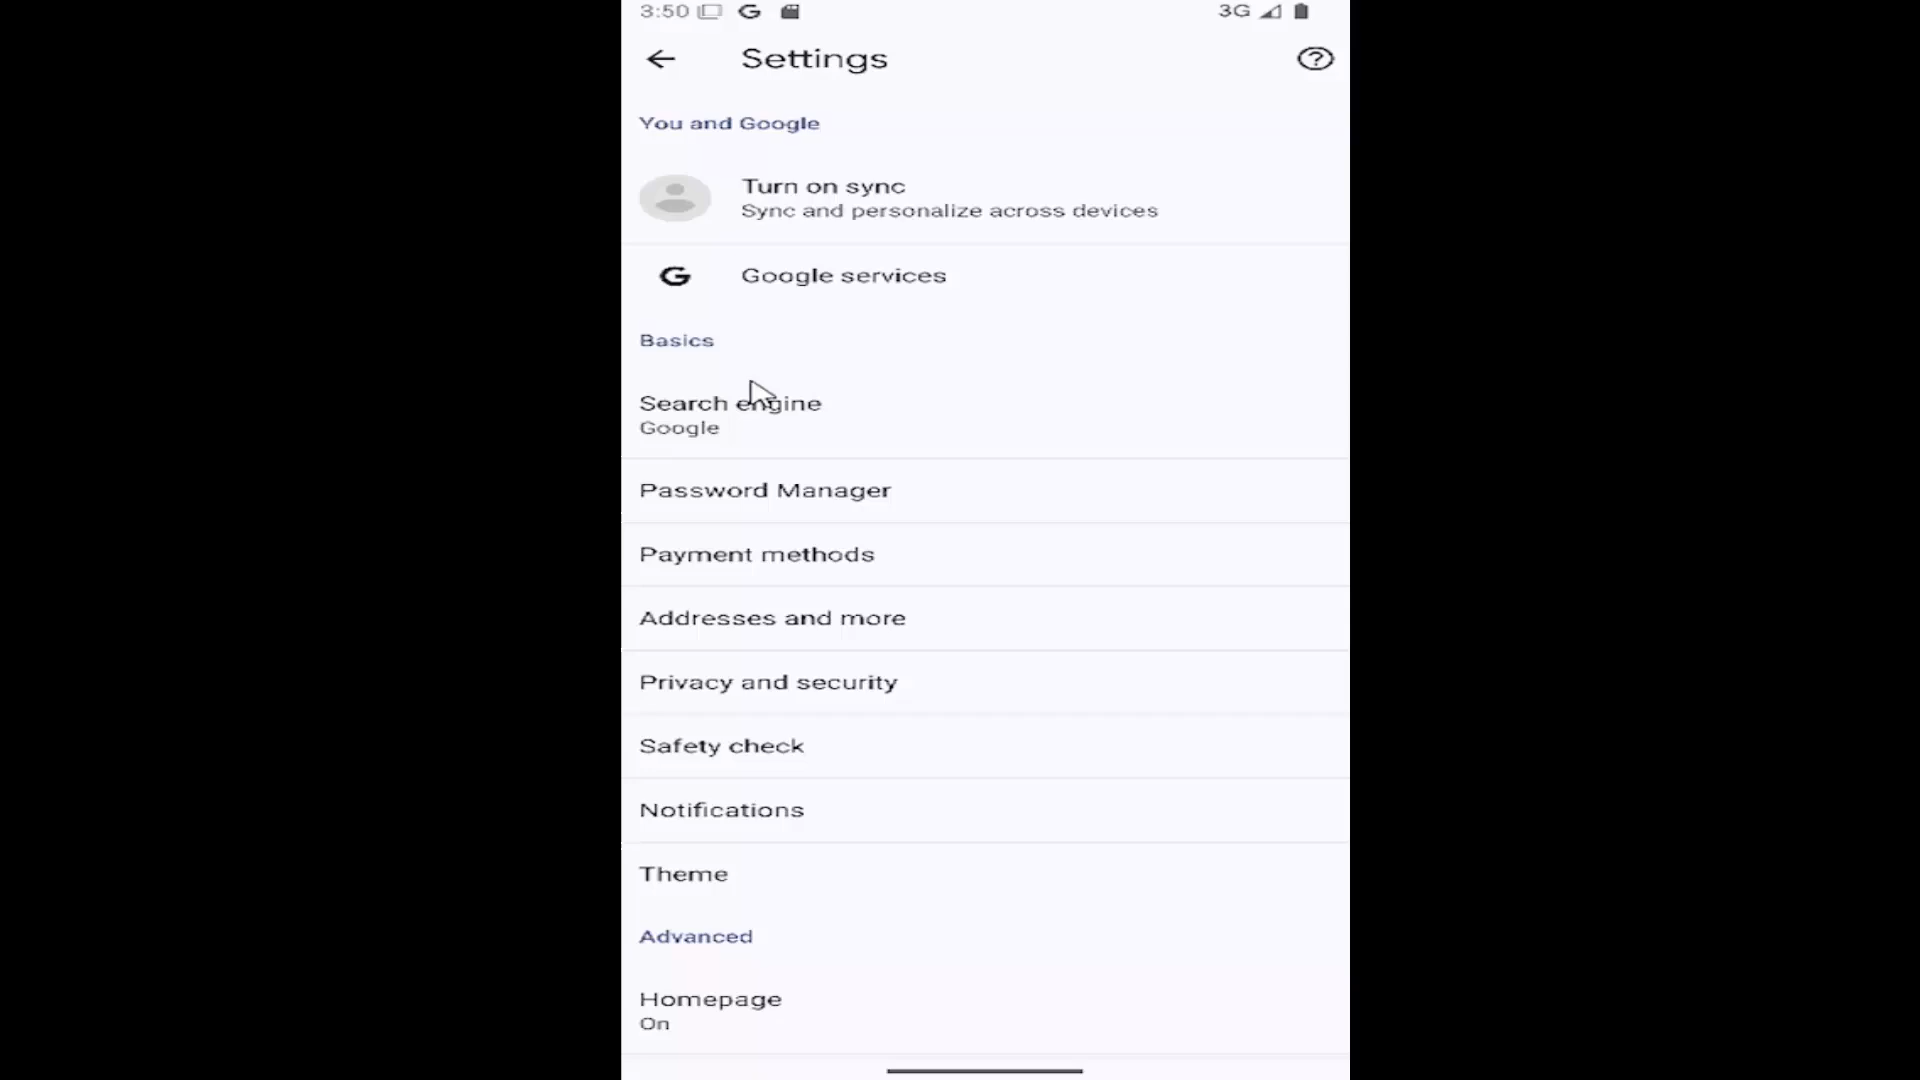 3:50 G 3G
Settings
You and Google
Turn on sync
Sync and personalize across devices
G Google services
Basics
Search engine
Google
Password Manager
Payment methods
Addresses and more
Privacy and security
Safety check
Notifications
Theme
Advanced
Homepage
On